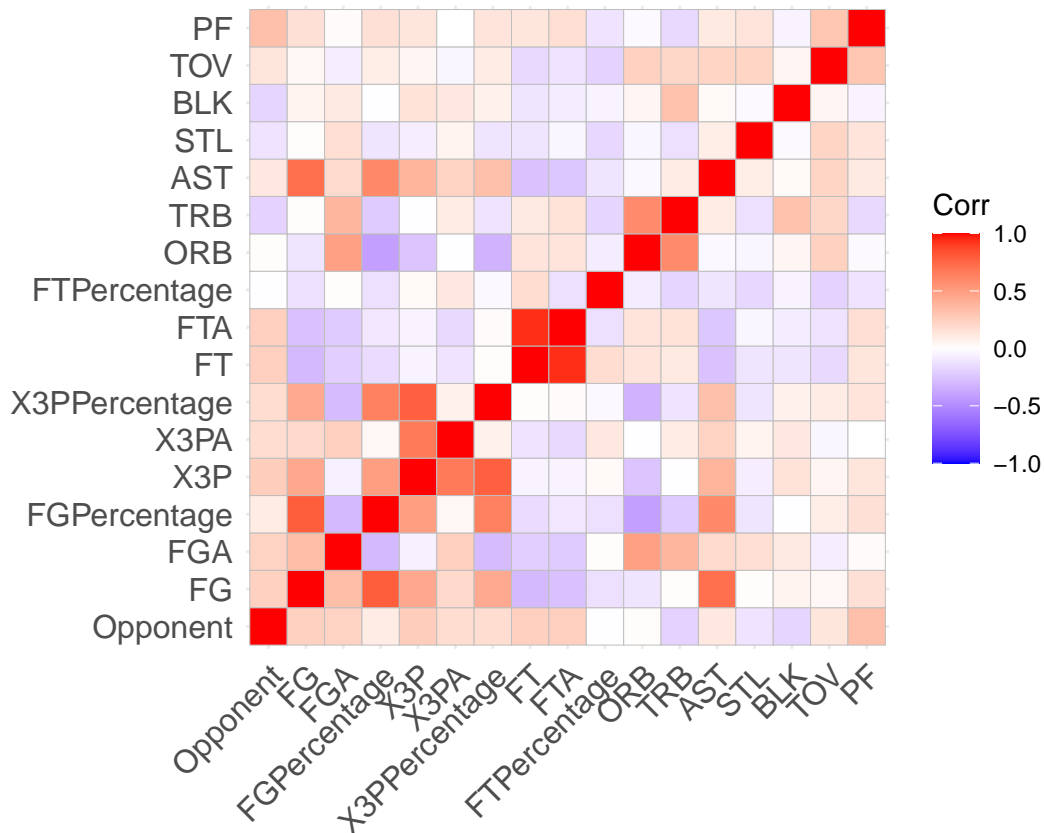 PF
TOV
BLK
STL
AST
TRB
ORB
FTPercentage
FTA
FT
X3PPercentage
X3PA
X3P
FGPercentage
FGA
FG
Opponent
Opponent
FG
FGA
FGPercentage
X3P
X3PA
X3PPercentage
FT
FTA
FTPercentage
ORB
TRB
AST
STL
BLK
TOV
PF
Corr
1.0
0.5
0.0
−0.5
−1.0